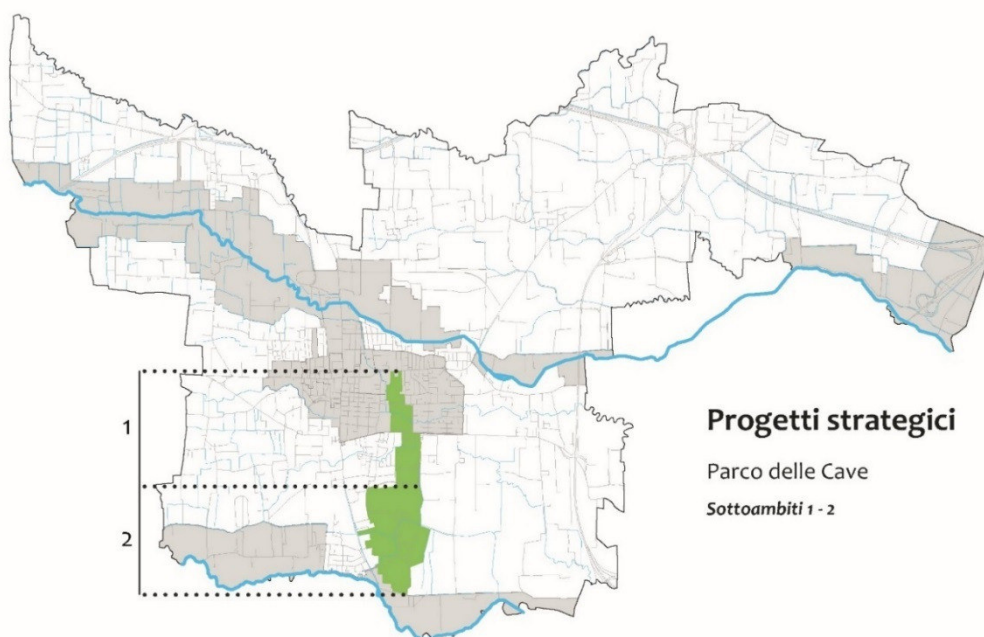 1
2
Progetti strategici
Parco delle Cave
Sottoambiti 1 - 2